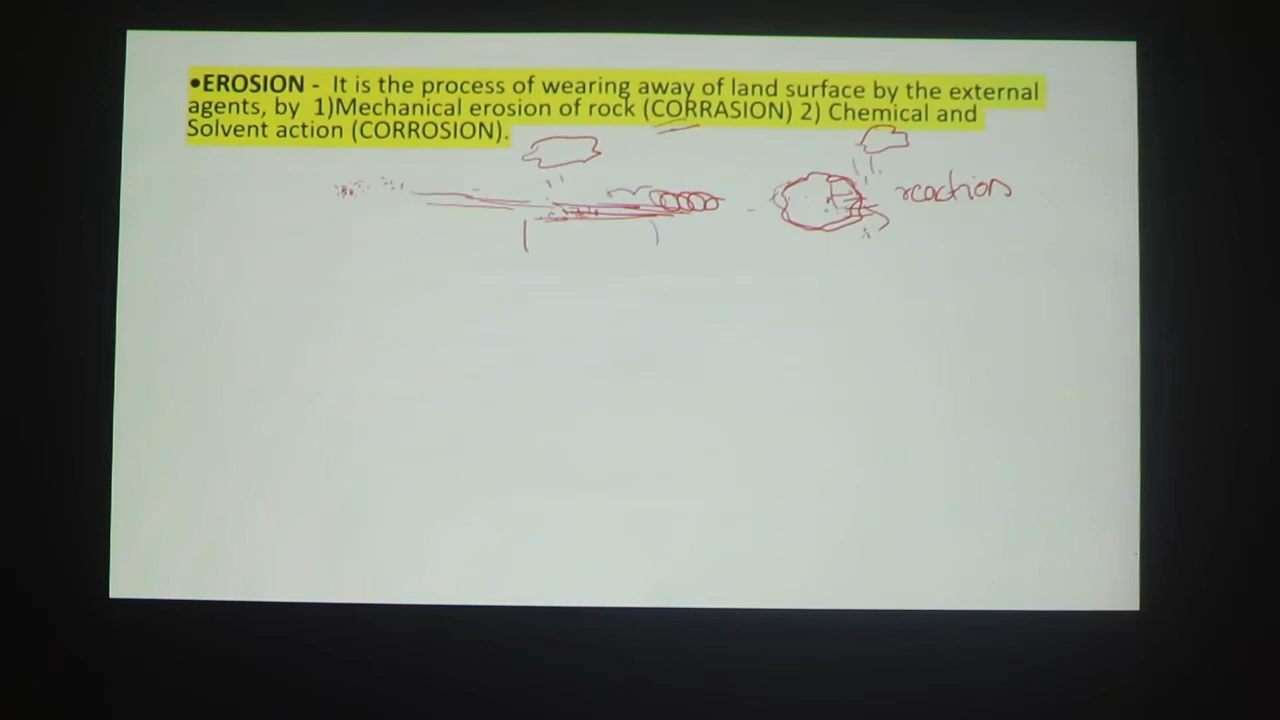 •EROSION - It is the process of wearing away of land surface by the external
agents, by 1)Mechanical erosion of rock (CORRASION) 2) Chemical and
Solvent action (CORROSION).
reaction